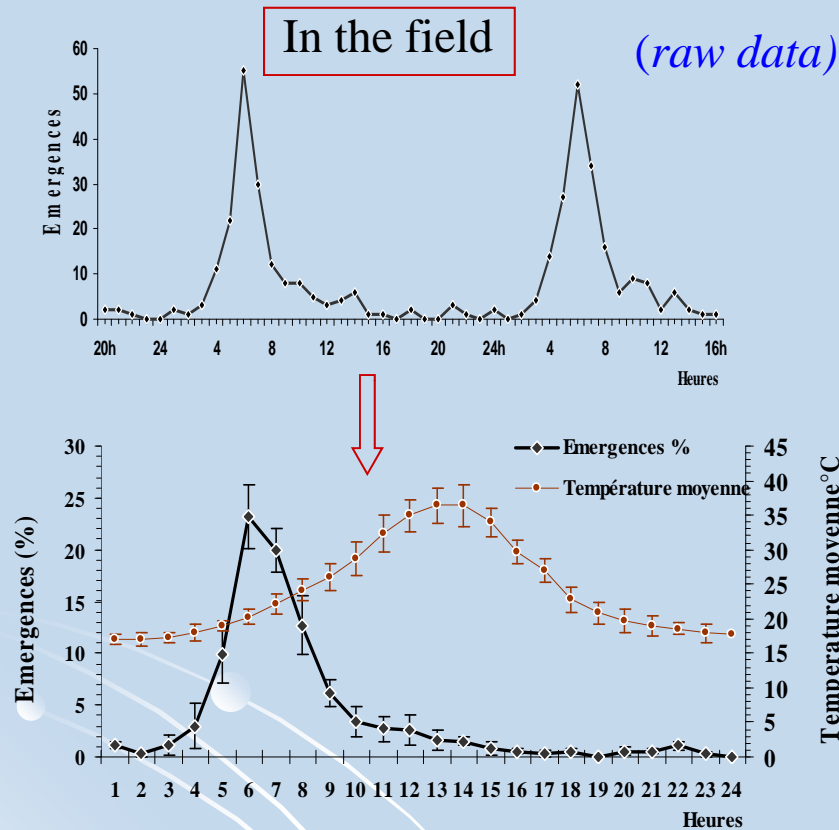 In the field
(raw data)
Emergences
60
50
40
30
20
10
0
20h 24 4 8 12 16 20 24h 4 8 12 16h
Heures
Emergences (%)
30
25
20
15
10
5
0
Emergences %
Température moyenne
45
40
35
30
25
20
15
10
5
0
Température moyenne°C
1 2 3 4 5 6 7 8 9 10 11 12 13 14 15 16 17 18 19 20 21 22 23 24
Heures